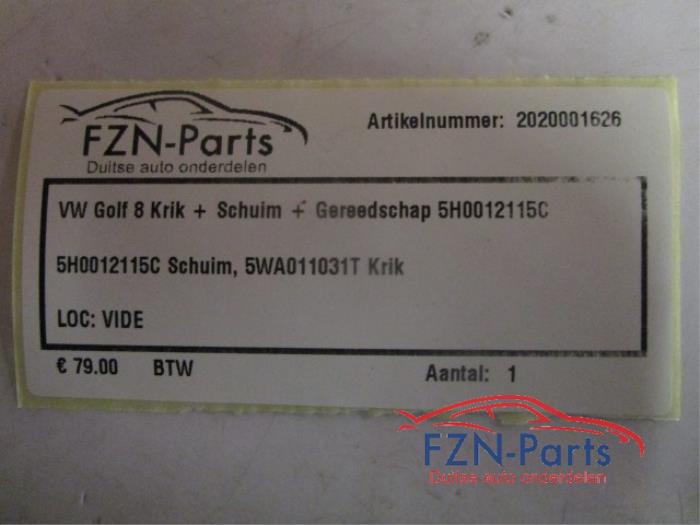 FZN-Parts
Duitse auto onderdelen
Artikelnummer: 2020001626
VW Golf 8 Krik + Schuim + Gereedschap 5H0012115C
5H0012115C Schuim, 5WA011031T Krik
LOC: VIDE
€ 79.00 BTW
Aantal: 1
FZN-Parts
Duitse auto onderdelen